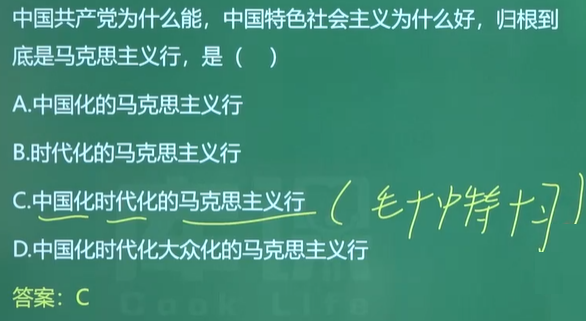 中国共产党为什么能，中国特色社会主义为什么好，归根到
底是马克思主义行，是（　）
A.中国化的马克思主义行
B.时代化的马克思主义行
C.中国化时代化的马克思主义行（毛+中特+习）
D.中国化时代化大众化的马克思主义行
答案：C
Cook Life